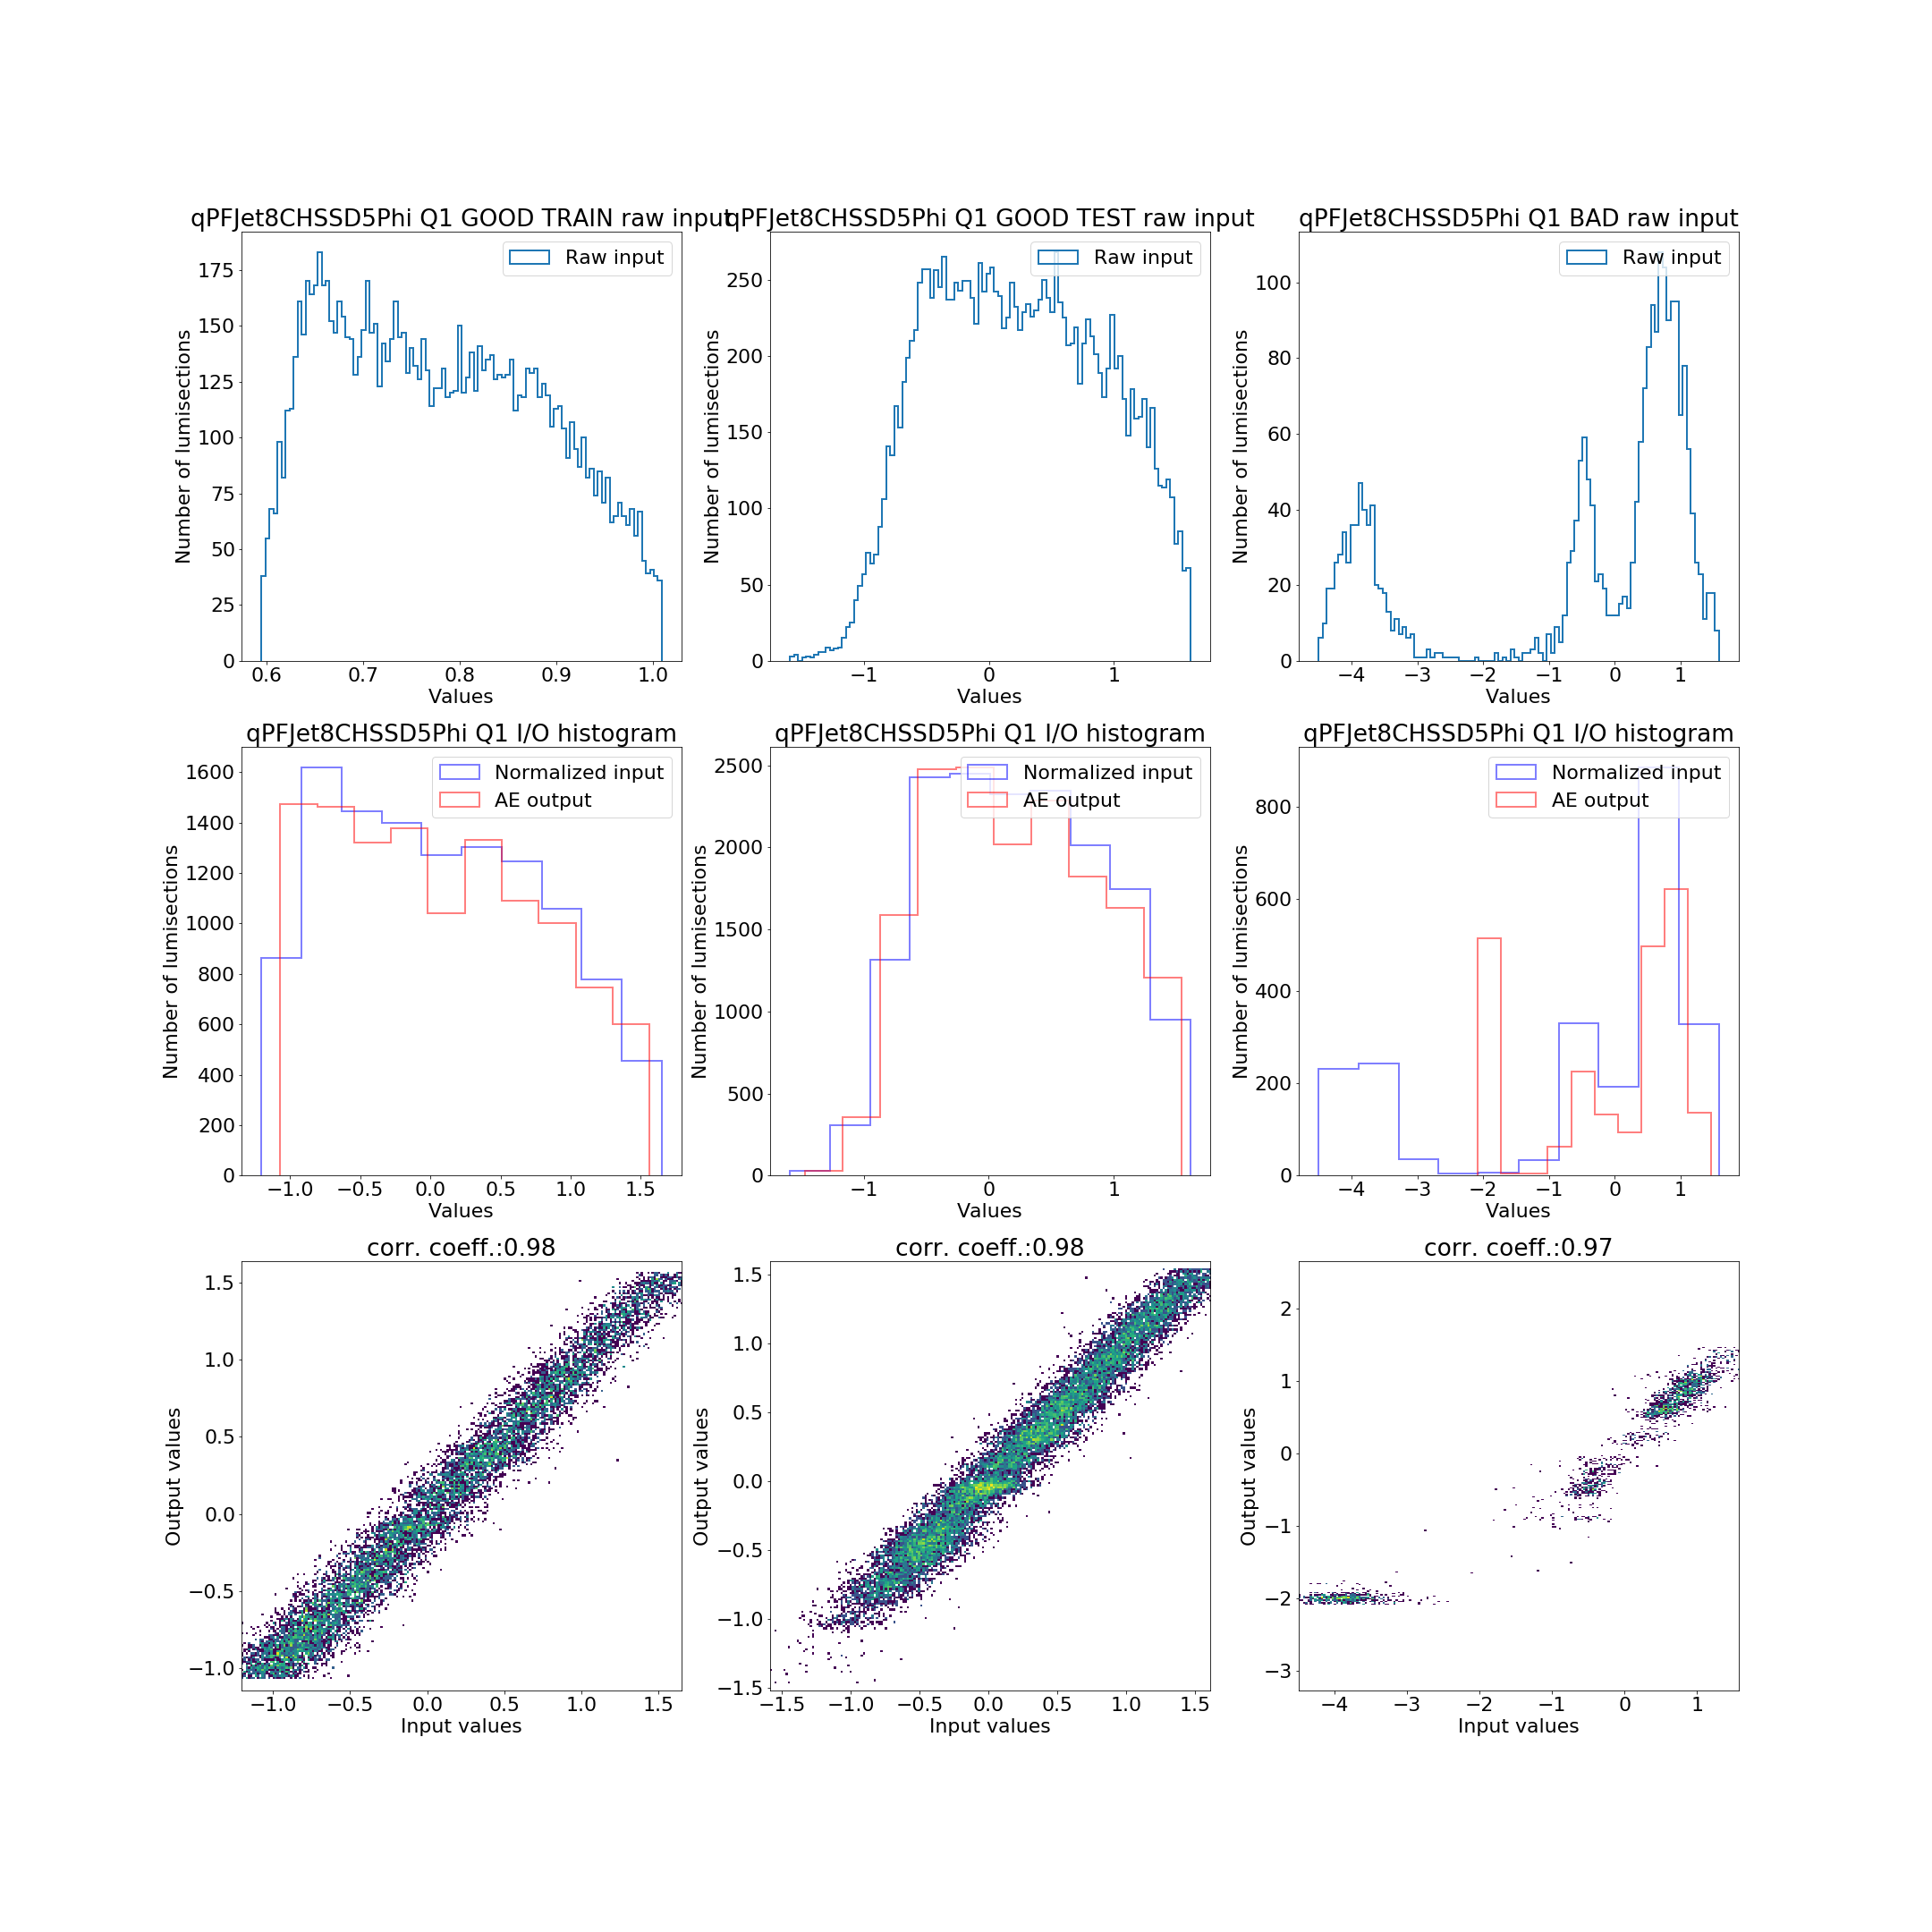 qPFJet8CHSSD5Phi Q1 GOOD TRAIN raw input
Raw input
Number of lumisections
175
150
125
100
75
50
25
0
0.6 0.7 0.8 0.9 1.0
Values
qPFJet8CHSSD5Phi Q1 GOOD TEST raw input
Raw input
Number of lumisections
250
200
150
100
50
0
−1 0 1
Values
qPFJet8CHSSD5Phi Q1 BAD raw input
Raw input
Number of lumisections
100
80
60
40
20
0
−4 −3 −2 −1 0 1
Values
qPFJet8CHSSD5Phi Q1 I/O histogram
Normalized input
AE output
Number of lumisections
1600
1400
1200
1000
800
600
400
200
0
−1.0 −0.5 0.0 0.5 1.0 1.5
Values
qPFJet8CHSSD5Phi Q1 I/O histogram
Normalized input
AE output
Number of lumisections
2500
2000
1500
1000
500
0
−1 0 1
Values
qPFJet8CHSSD5Phi Q1 I/O histogram
Normalized input
AE output
Number of lumisections
800
600
400
200
0
−4 −3 −2 −1 0 1
Values
corr. coeff.:0.98
Output values
1.5
1.0
0.5
0.0
−0.5
−1.0
−1.0 −0.5 0.0 0.5 1.0 1.5
Input values
corr. coeff.:0.98
Output values
1.5
1.0
0.5
0.0
−0.5
−1.0
−1.5
−1.5 −1.0 −0.5 0.0 0.5 1.0 1.5
Input values
corr. coeff.:0.97
Output values
2
1
0
−1
−2
−3
−4 −3 −2 −1 0 1
Input values